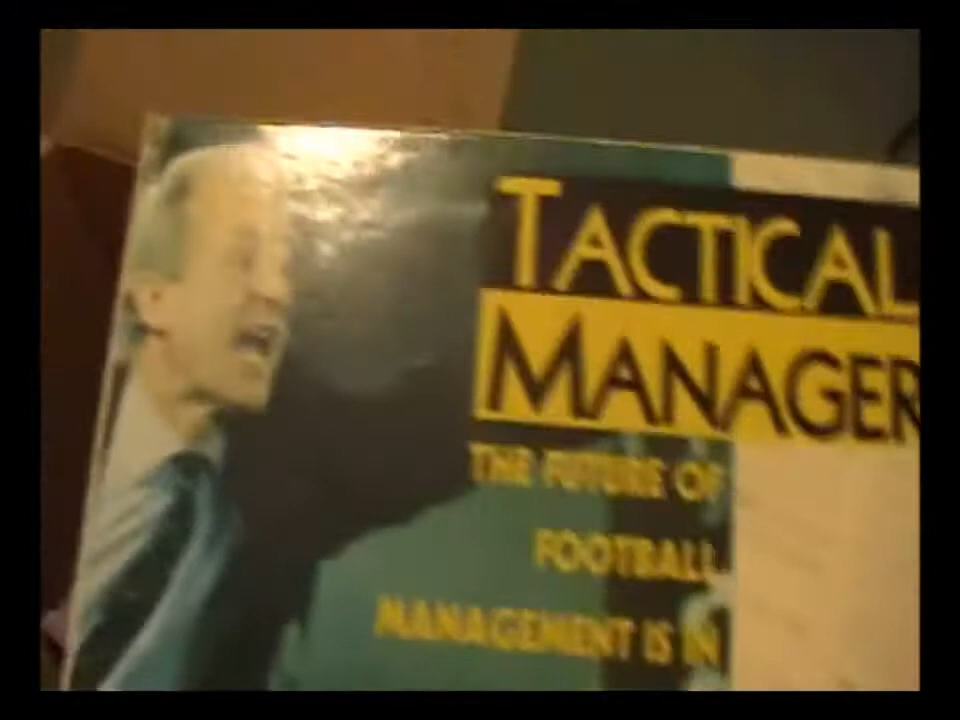 TACTICAL
MANAGER
THE FUTURE OF
FOOTBALL
MANAGEMENT IS IN